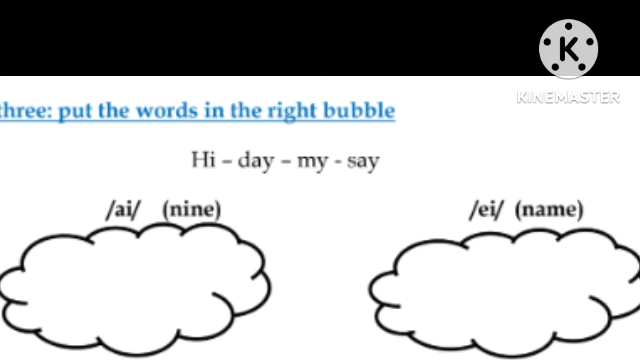 K
KINEMASTER
three: put the words in the right bubble
Hi – day – my - say
/ai/ (nine)
/ei/ (name)